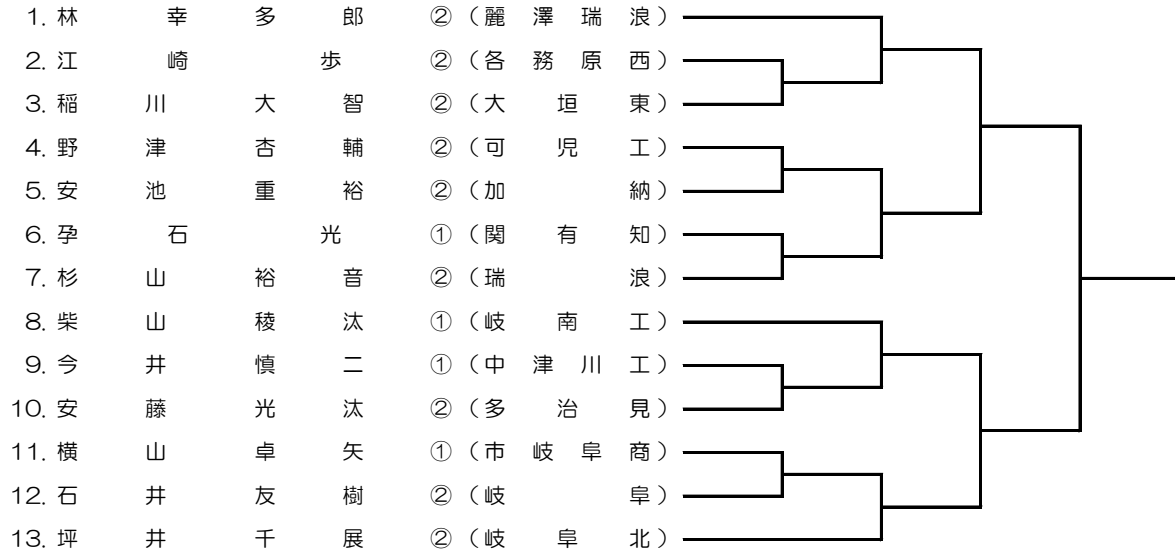 1. 林幸多郎 ② （麗澤瑞浪）
2. 江崎歩 ② （各務原西）
3. 稲川大智 ② （大垣東）
4. 野津杏輔 ② （可児工）
5. 安池重裕 ② （加納）
6. 孕石光 ① （関有知）
7. 杉山裕音 ② （瑞浪）
8. 柴山稜汰 ① （岐南工）
9. 今井慎二 ① （中津川工）
10. 安藤光汰 ② （多治見）
11. 横山卓矢 ① （市岐阜商）
12. 石井友樹 ② （岐阜）
13. 坪井千展 ② （岐阜北）